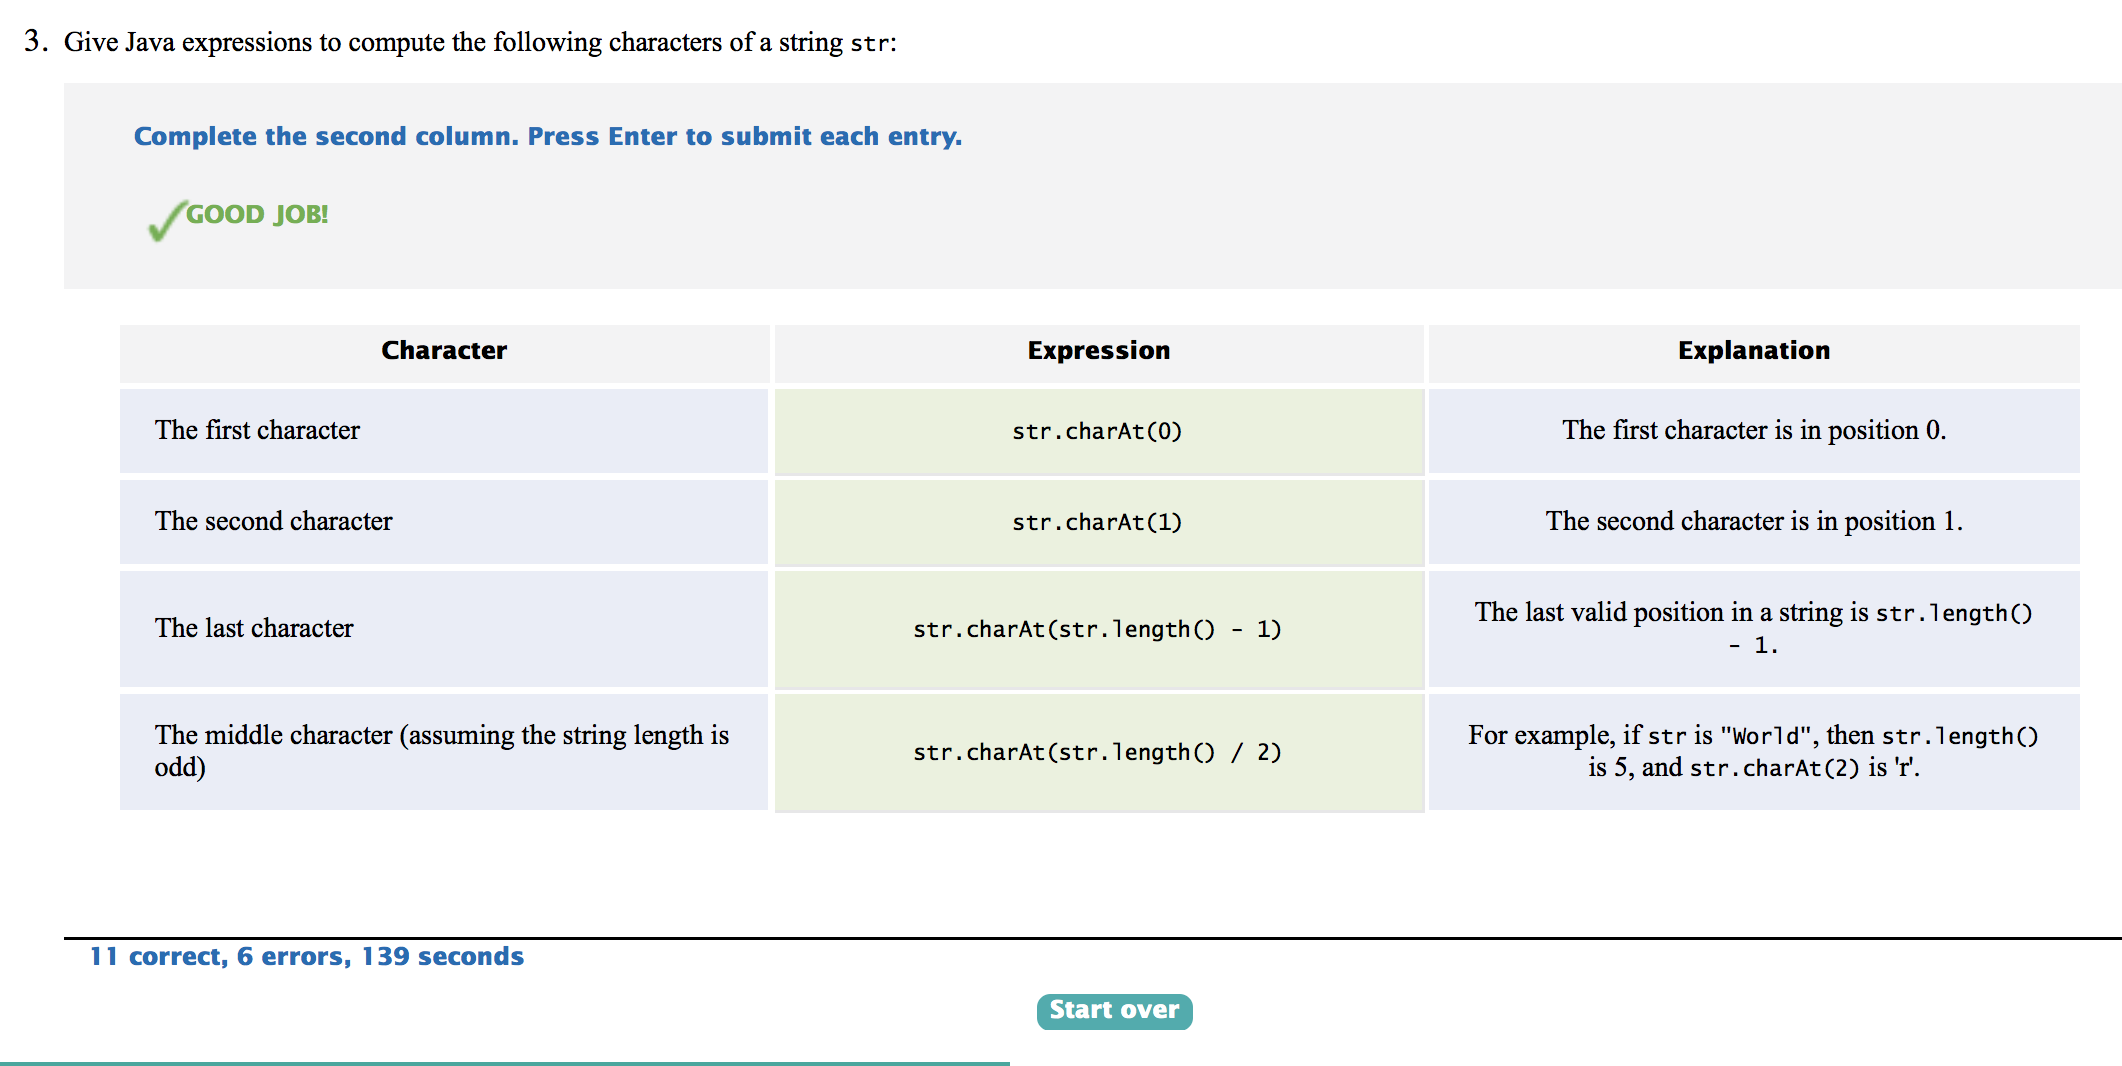 3. Give Java expressions to compute the following characters of a string str:
Complete the second column. Press Enter to submit each entry.
GOOD JOB!
Character Expression Explanation
The first character str.charAt(0) The first character is in position 0.
The second character str.charAt(1) The second character is in position 1.
The last character str.charAt(str.length() - 1) The last valid position in a string is str.length()
- 1.
The middle character (assuming the string length is
odd) str.charAt(str.length() / 2) For example, if str is "World", then str.length()
is 5, and str.charAt(2) is 'r'.
11 correct, 6 errors, 139 seconds
Start over